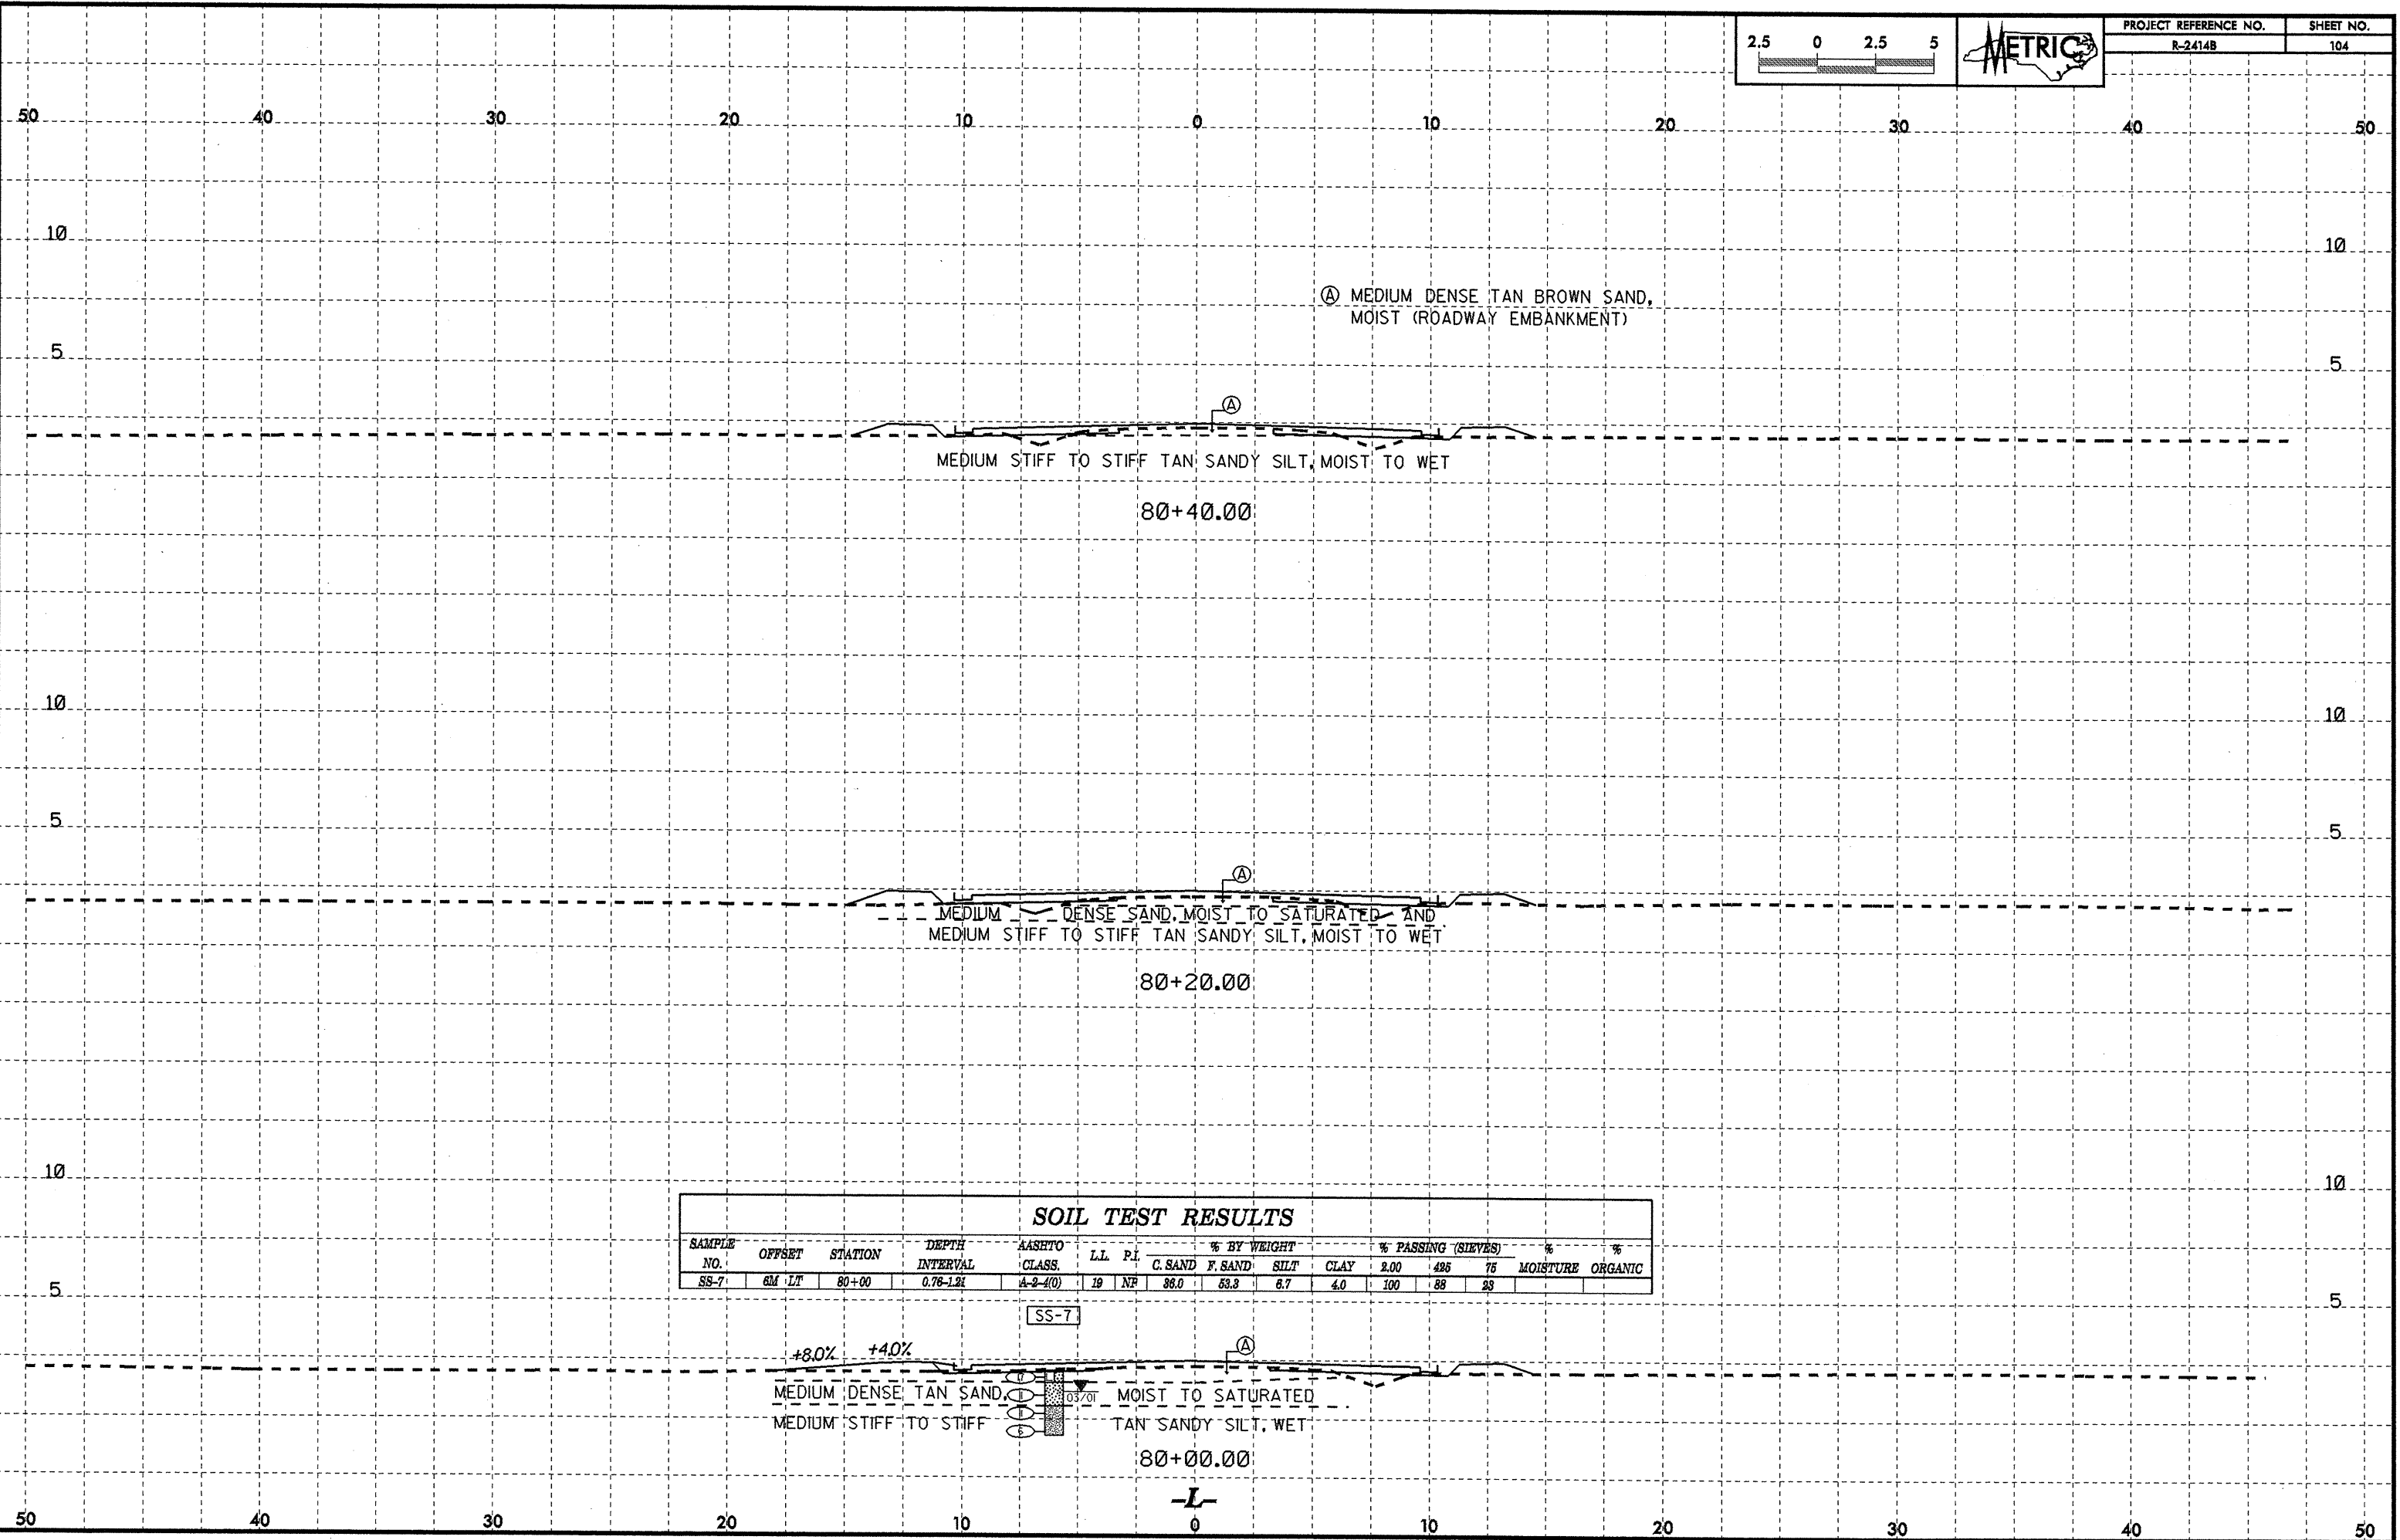 PROJECT REFERENCE NO. SHEET NO.
R-2414B 104
2.5 0 2.5 5
METRIC
50 40 30 20 10 0 10 20 30 40 50
10 10
Ⓐ MEDIUM DENSE TAN BROWN SAND,
MOIST (ROADWAY EMBANKMENT)
5 5
Ⓐ
MEDIUM STIFF TO STIFF TAN SANDY SILT, MOIST TO WET
80+40.00
10 10
5 5
Ⓐ
MEDIUM DENSE SAND, MOIST TO SATURATED AND
MEDIUM STIFF TO STIFF TAN SANDY SILT, MOIST TO WET
80+20.00
10 10
SOIL TEST RESULTS
SAMPLE NO. OFFSET STATION DEPTH INTERVAL AASHTO CLASS. L.L. P.I. % BY WEIGHT C. SAND F. SAND SILT CLAY % PASSING (SIEVES) 2.00 425 75 % MOISTURE % ORGANIC
SS-7 6M LT 80+00 0.76-1.21 A-2-4(0) 19 NP 36.0 53.3 6.7 4.0 100 88 23
5 5
SS-7
+8.0% +4.0% Ⓐ
17
MEDIUM DENSE TAN SAND, 11 03/01 MOIST TO SATURATED
11
MEDIUM STIFF TO STIFF TAN SANDY SILT, WET
6
80+00.00
-L-
50 40 30 20 10 0 10 20 30 40 50